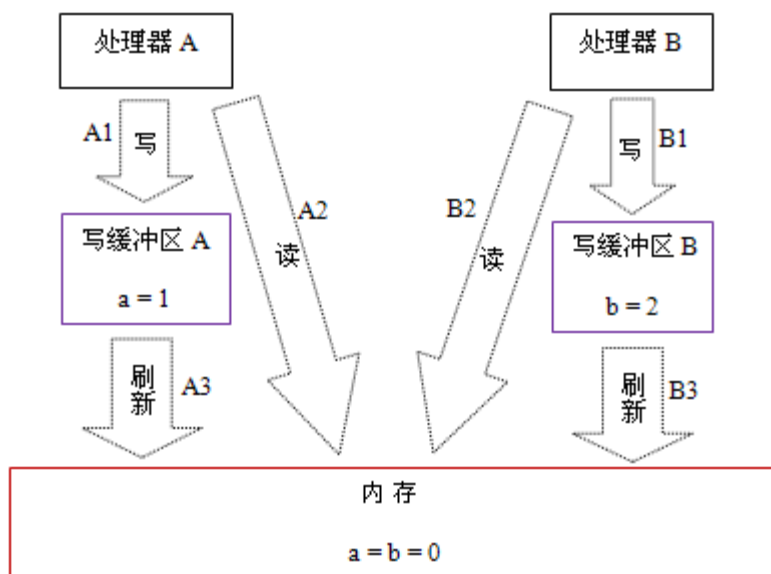 处理器 A
处理器 B
A1
写
写
B1
A2
B2
读
读
写缓冲区 A
a = 1
写缓冲区 B
b = 2
刷新
A3
刷新
B3
内 存
a = b = 0